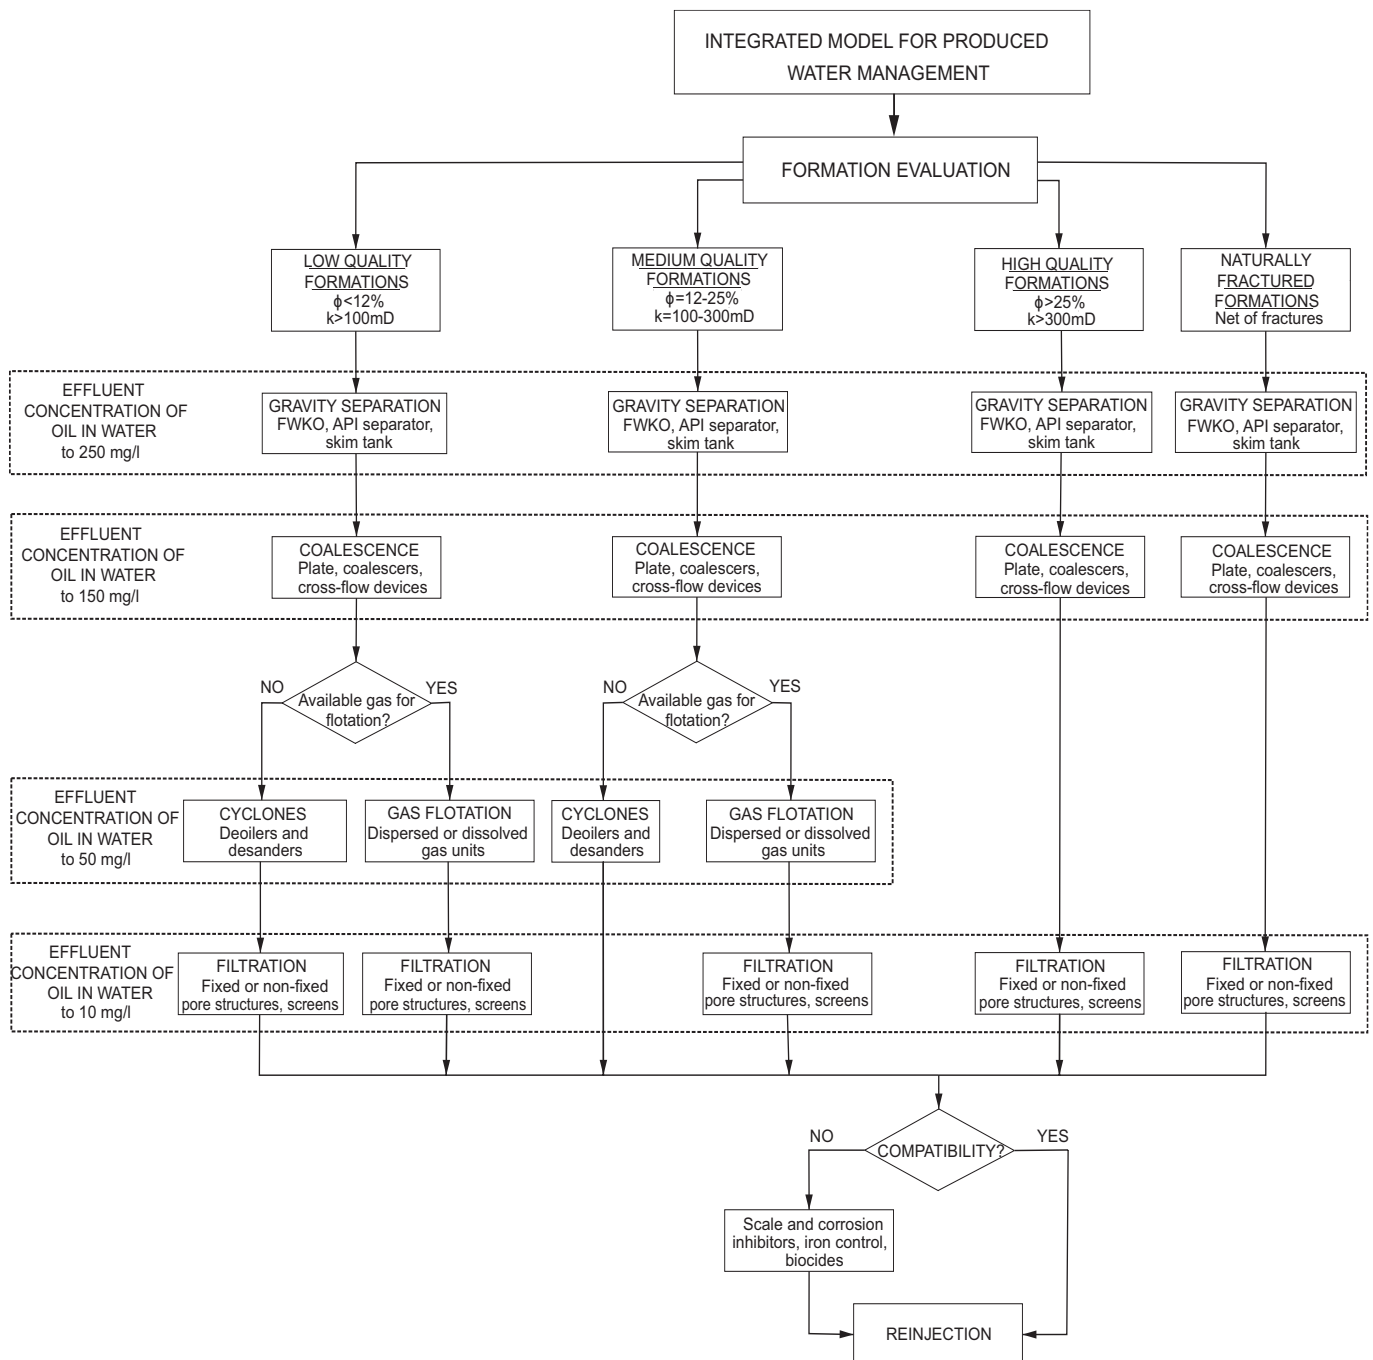 INTEGRATED MODEL FOR PRODUCED
WATER MANAGEMENT
FORMATION EVALUATION
LOW QUALITY
FORMATIONS
ϕ<12%
k>100mD
MEDIUM QUALITY
FORMATIONS
ϕ=12-25%
k=100-300mD
HIGH QUALITY
FORMATIONS
ϕ>25%
k>300mD
NATURALLY
FRACTURED
FORMATIONS
Net of fractures
EFFLUENT
CONCENTRATION OF
OIL IN WATER
to 250 mg/l
GRAVITY SEPARATION
FWKO, API separator,
skim tank
GRAVITY SEPARATION
FWKO, API separator,
skim tank
GRAVITY SEPARATION
FWKO, API separator,
skim tank
GRAVITY SEPARATION
FWKO, API separator,
skim tank
EFFLUENT
CONCENTRATION OF
OIL IN WATER
to 150 mg/l
COALESCENCE
Plate, coalescers,
cross-flow devices
COALESCENCE
Plate, coalescers,
cross-flow devices
COALESCENCE
Plate, coalescers,
cross-flow devices
COALESCENCE
Plate, coalescers,
cross-flow devices
NO
YES
Available gas for
flotation?
NO
YES
Available gas for
flotation?
EFFLUENT
CONCENTRATION OF
OIL IN WATER
to 50 mg/l
CYCLONES
Deoilers and
desanders
GAS FLOTATION
Dispersed or dissolved
gas units
CYCLONES
Deoilers and
desanders
GAS FLOTATION
Dispersed or dissolved
gas units
EFFLUENT
CONCENTRATION OF
OIL IN WATER
to 10 mg/l
FILTRATION
Fixed or non-fixed
pore structures, screens
FILTRATION
Fixed or non-fixed
pore structures, screens
FILTRATION
Fixed or non-fixed
pore structures, screens
FILTRATION
Fixed or non-fixed
pore structures, screens
FILTRATION
Fixed or non-fixed
pore structures, screens
NO
YES
COMPATIBILITY?
Scale and corrosion
inhibitors, iron control,
biocides
REINJECTION